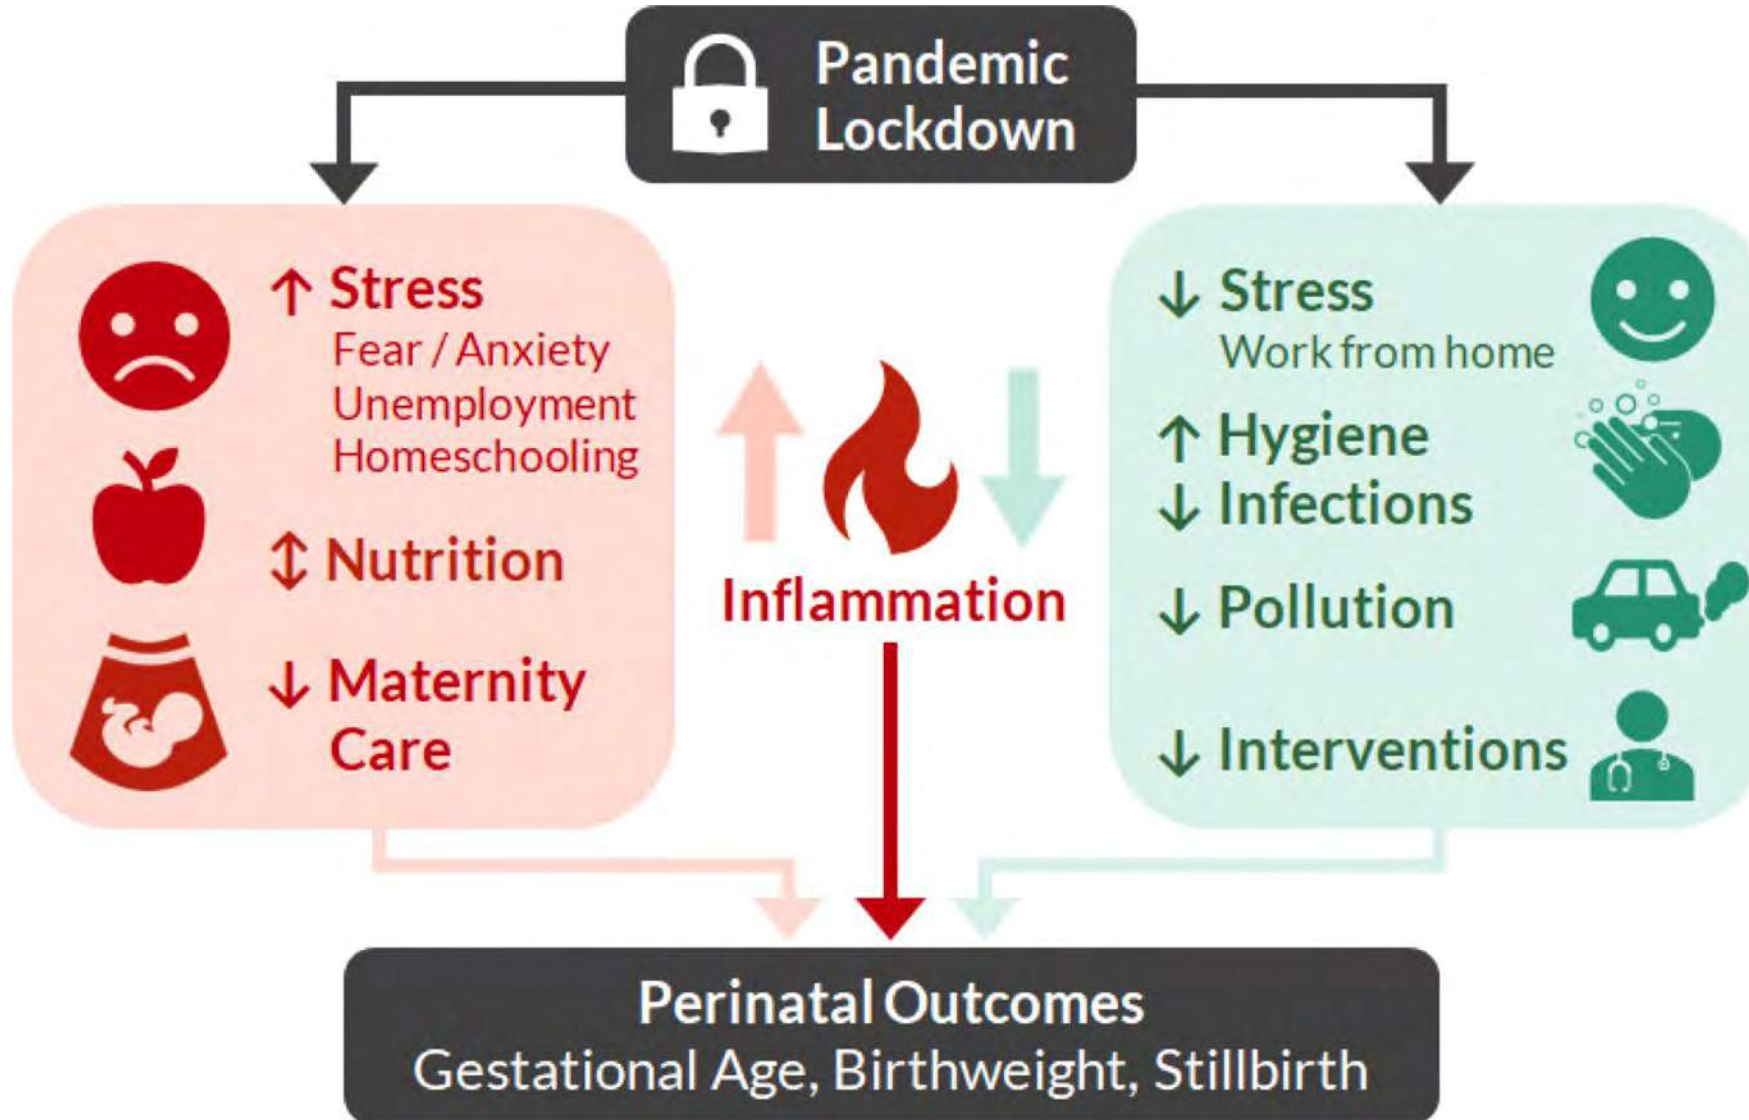 Pandemic
Lockdown
↑ Stress
Fear / Anxiety
Unemployment
Homeschooling
↕ Nutrition
↓ Maternity
Care
Inflammation
↓ Stress
Work from home
↑ Hygiene
↓ Infections
↓ Pollution
↓ Interventions
Perinatal Outcomes
Gestational Age, Birthweight, Stillbirth